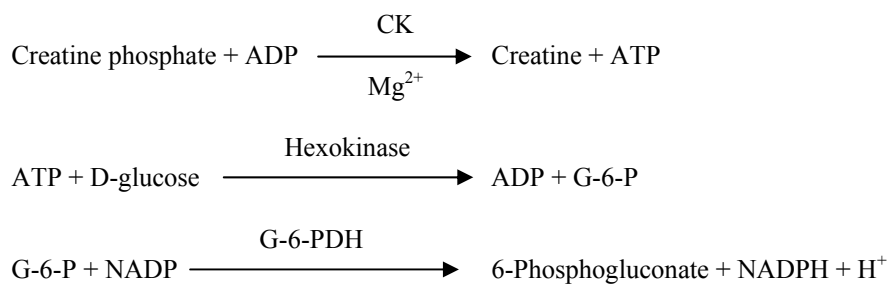 CK
Creatine phosphate + ADP Creatine + ATP
Mg²⁺
Hexokinase
ATP + D-glucose ADP + G-6-P
G-6-PDH
G-6-P + NADP 6-Phosphogluconate + NADPH + H⁺